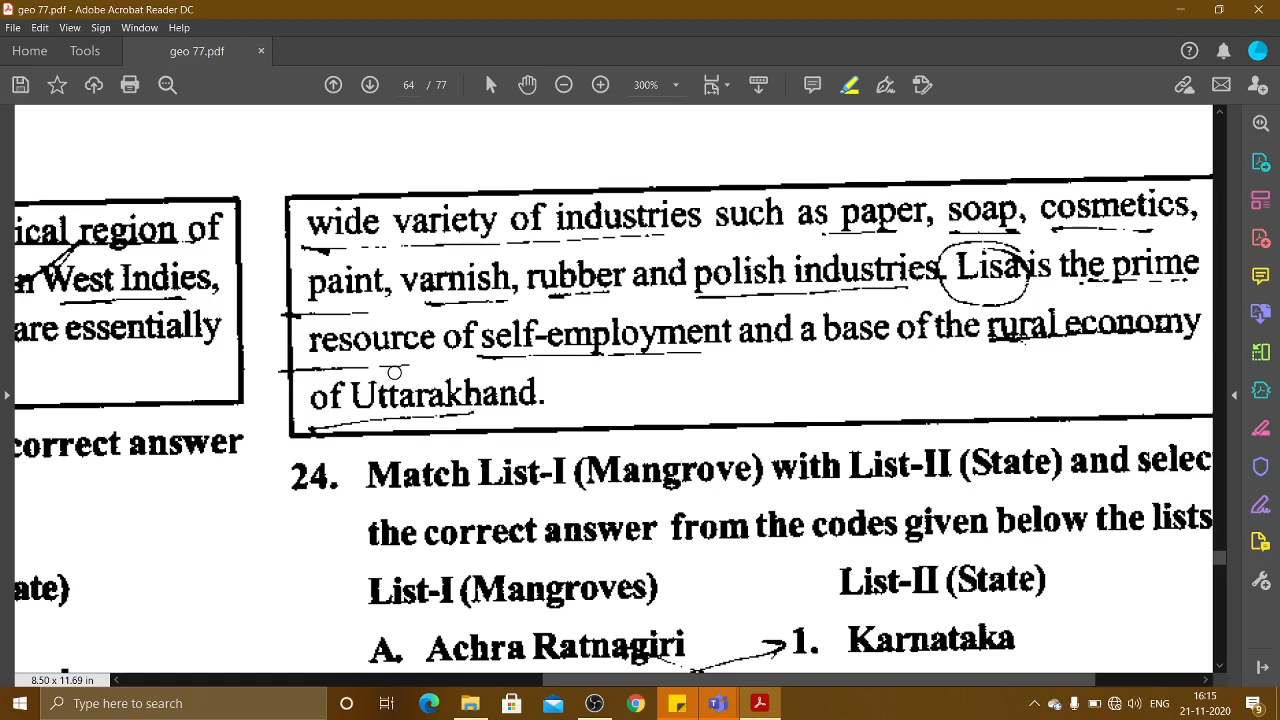 geo 77.pdf - Adobe Acrobat Reader DC
File Edit View Sign Window Help
Home Tools geo 77.pdf ×
64 / 77 300%
ical region of
West Indies,
are essentially
correct answer
ate)
wide variety of industries such as paper, soap, cosmetics,
paint, varnish, rubber and polish industries. Lisa is the prime
resource of self-employment and a base of the rural economy
of Uttarakhand.
24. Match List-I (Mangrove) with List-II (State) and selec
the correct answer from the codes given below the lists
List-I (Mangroves) List-II (State)
A. Achra Ratnagiri 1. Karnataka
8.50 x 11.69 in
Type here to search
ENG 16:15
21-11-2020 9